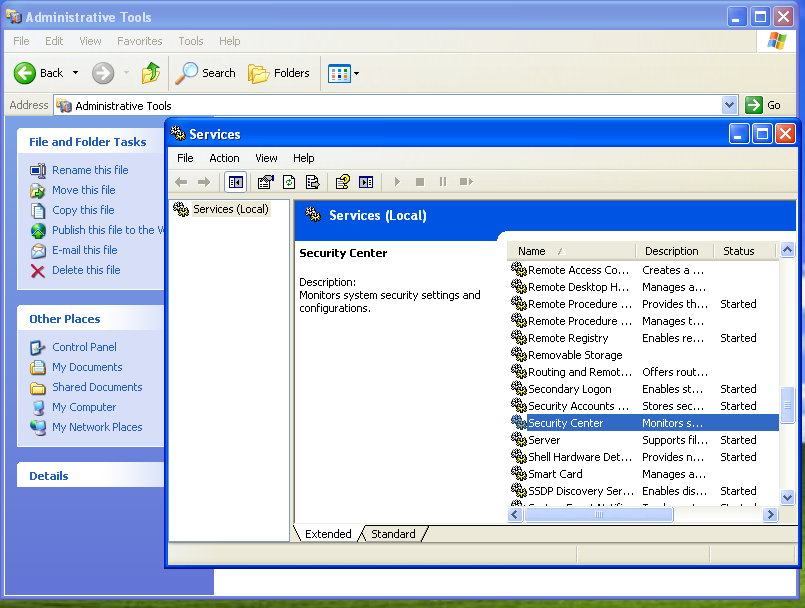 Administrative Tools
File Edit View Favorites Tools Help
Back Search Folders
Address Administrative Tools Go
File and Folder Tasks
Rename this file
Move this file
Copy this file
Publish this file to the W
E-mail this file
Delete this file
Other Places
Control Panel
My Documents
Shared Documents
My Computer
My Network Places
Details
Services
File Action View Help
Services (Local)
Services (Local)
Security Center
Description:
Monitors system security settings and
configurations.
Name Description Status
Remote Access Co... Creates a ...
Remote Desktop H... Manages a...
Remote Procedure ... Provides th... Started
Remote Procedure ... Manages t...
Remote Registry Enables re... Started
Removable Storage
Routing and Remot... Offers rout...
Secondary Logon Enables st... Started
Security Accounts ... Stores sec... Started
Security Center Monitors s...
Server Supports fil... Started
Shell Hardware Det... Provides n... Started
Smart Card Manages a...
SSDP Discovery Ser... Enables dis... Started
Extended Standard